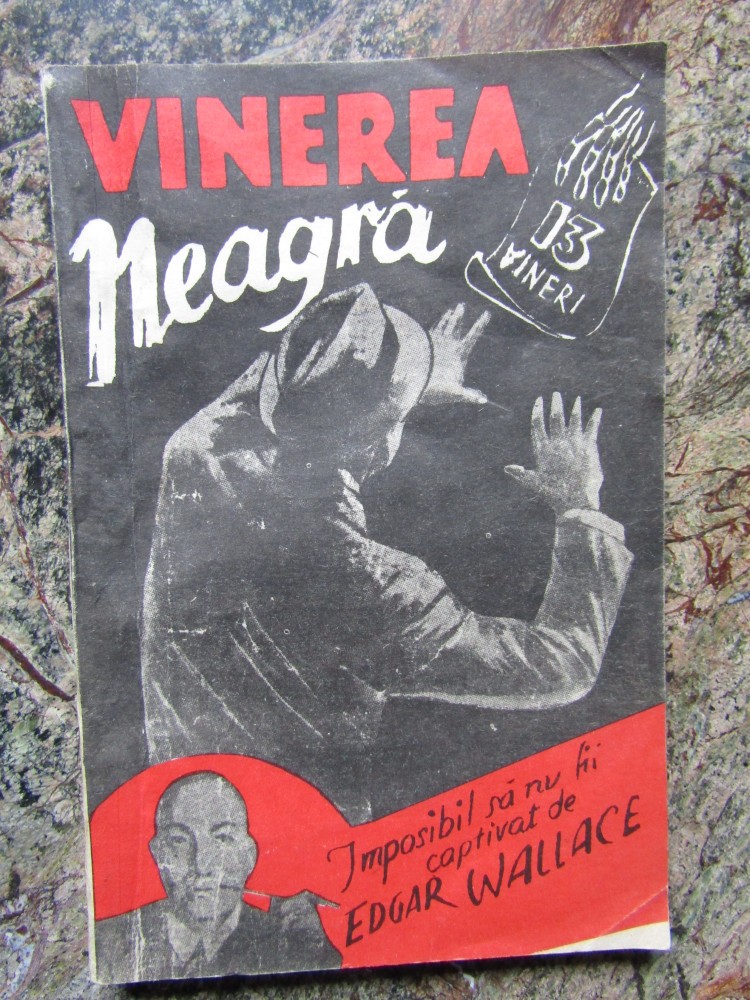 VINEREA
Neagră
13
VINERI
Imposibil să nu fii
captivat de
EDGAR WALLACE